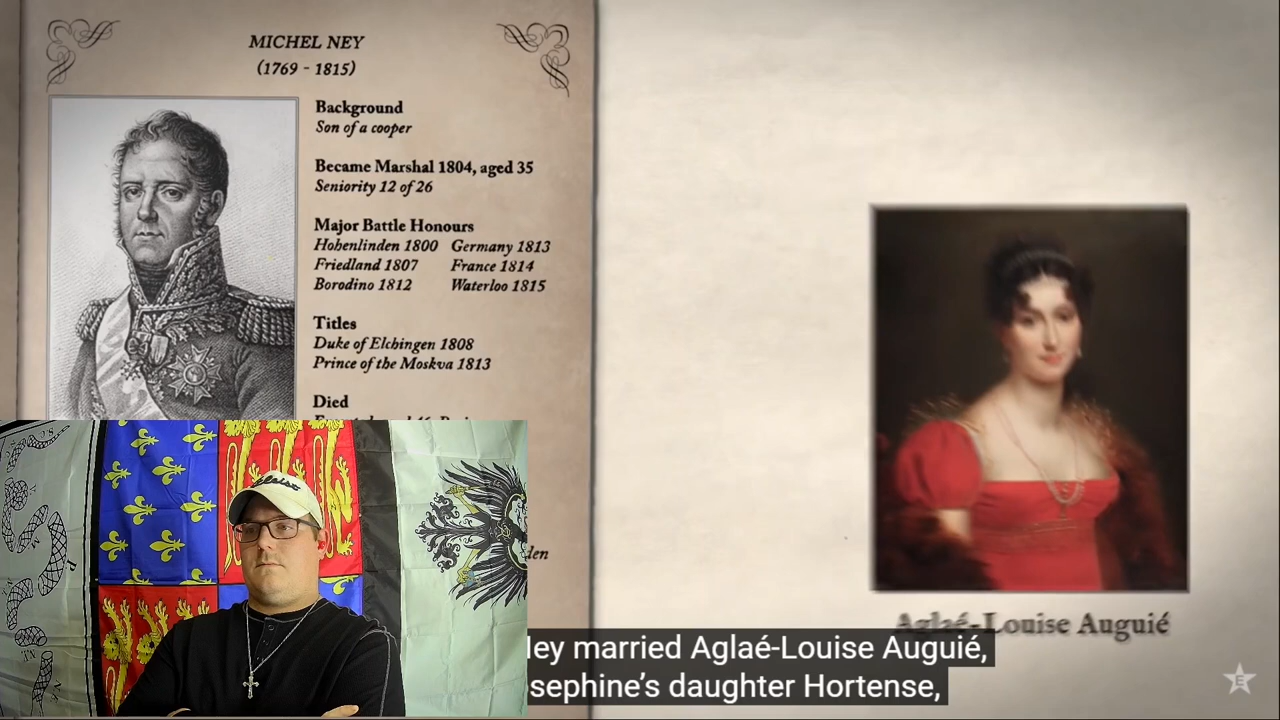 MICHEL NEY
(1769 - 1815)
Background
Son of a cooper
Became Marshal 1804, aged 35
Seniority 12 of 26
Major Battle Honours
Hohenlinden 1800 Germany 1813
Friedland 1807 France 1814
Borodino 1812 Waterloo 1815
Titles
Duke of Elchingen 1808
Prince of the Moskva 1813
Died
Aglaé-Louise Auguié
married Aglaé-Louise Auguié,
daughter Hortense,